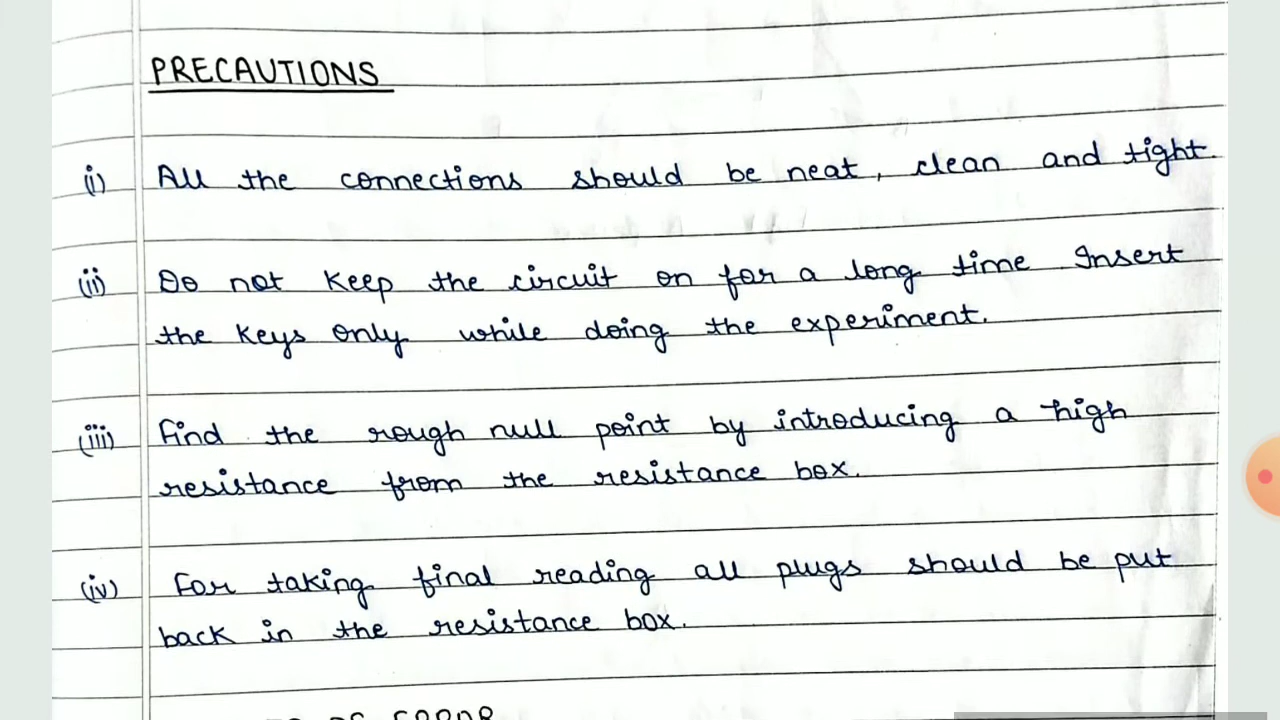 PRECAUTIONS
(i) All the connections should be neat, clean and tight.
(ii) Do not keep the circuit on for a long time Insert
the keys only while doing the experiment.
(iii) Find the rough null point by introducing a high
resistance from the resistance box.
(iv) For taking final reading all plugs should be put
back in the resistance box.
OF ERROR